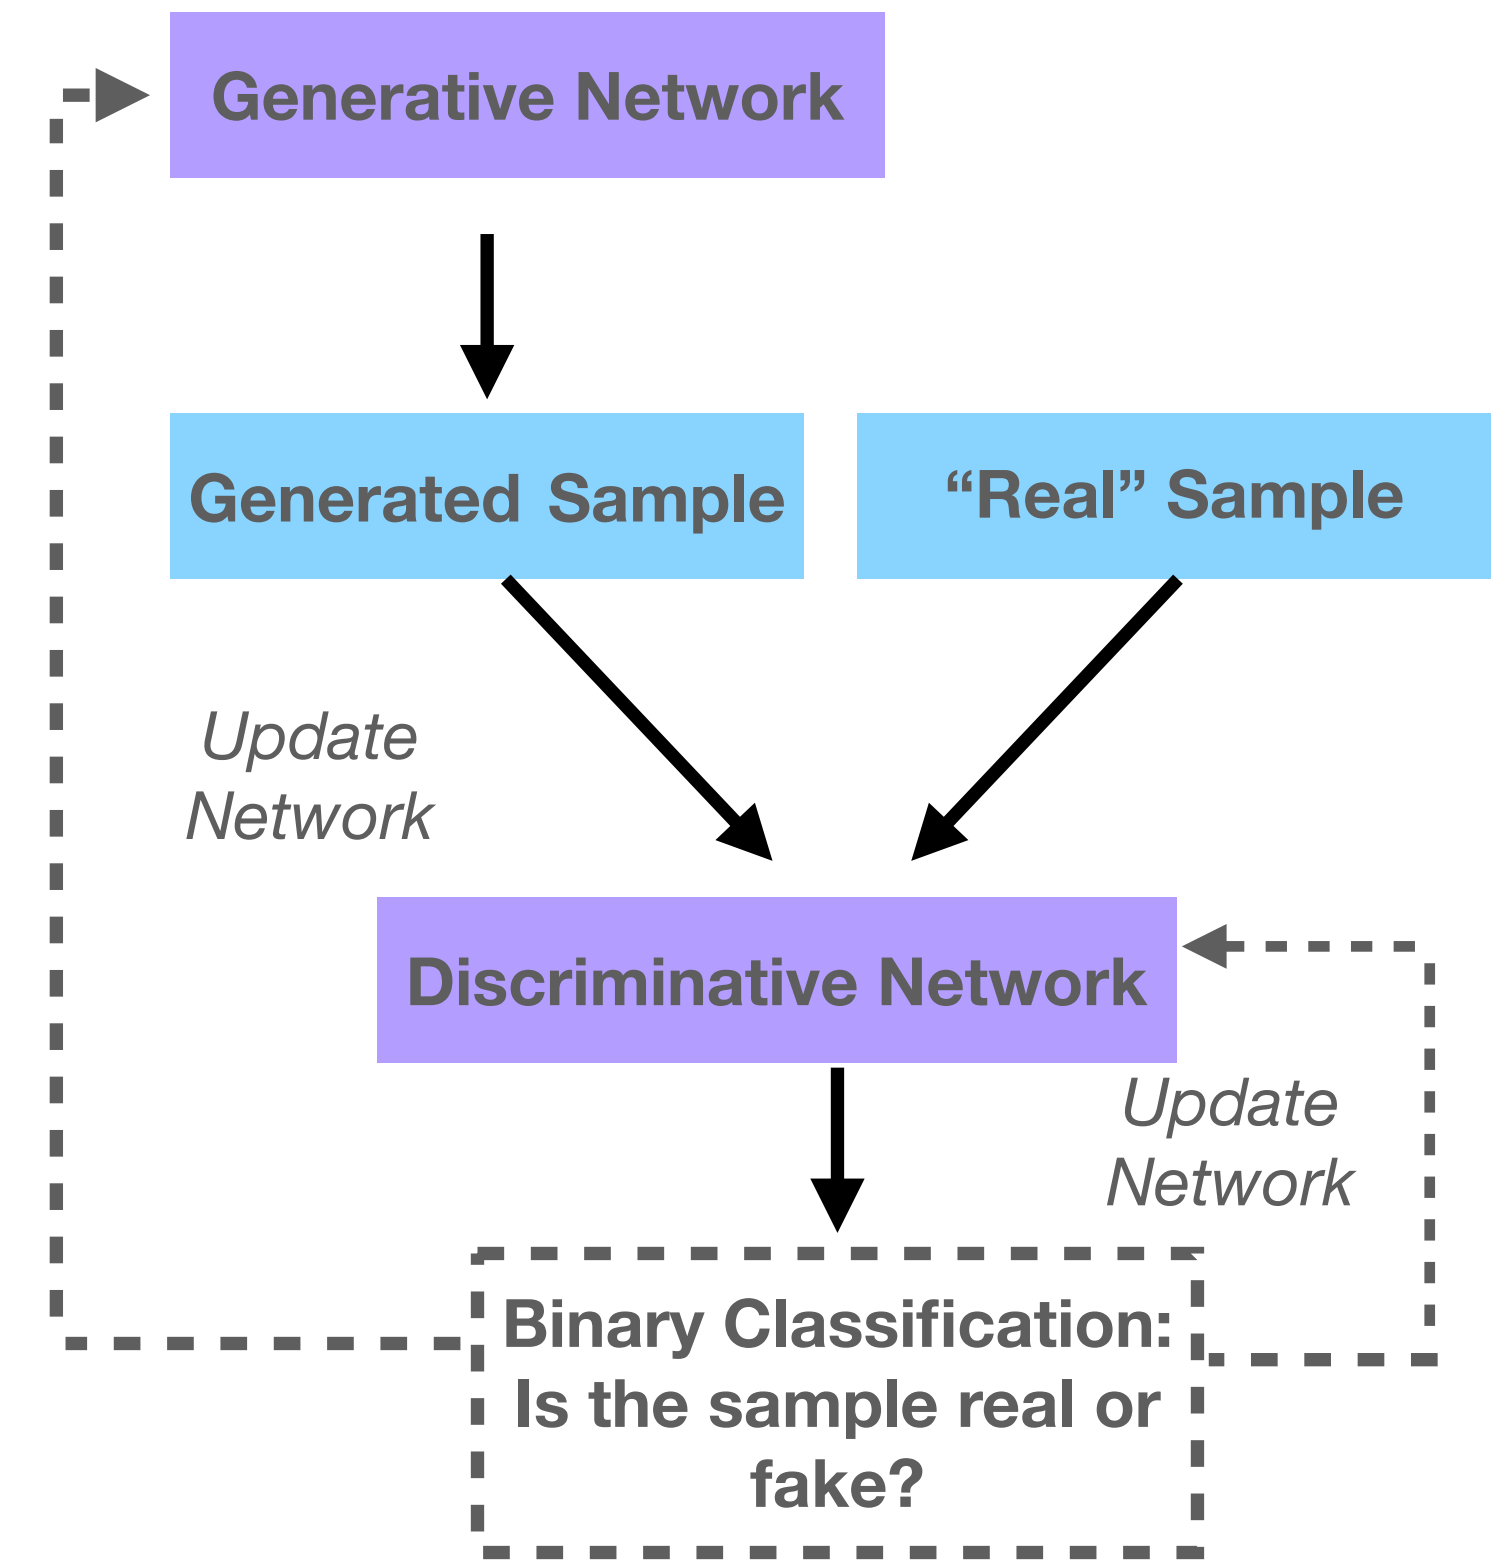 Generative Network
Generated Sample
“Real” Sample
Update
Network
Discriminative Network
Update
Network
Binary Classification:
Is the sample real or
fake?